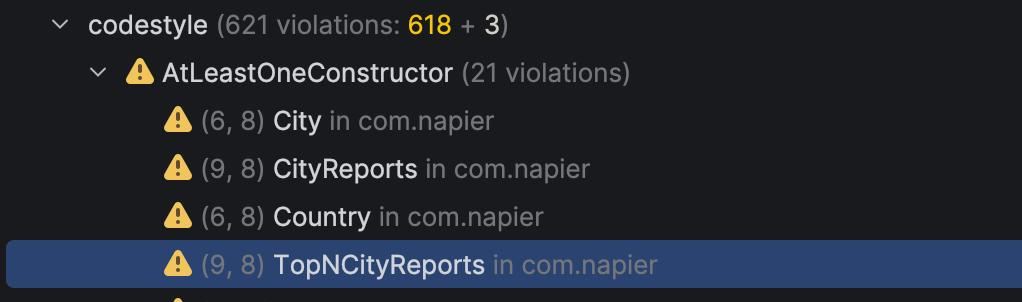 codestyle (621 violations: 618 + 3)
AtLeastOneConstructor (21 violations)
(6, 8) City in com.napier
(9, 8) CityReports in com.napier
(6, 8) Country in com.napier
(9, 8) TopNCityReports in com.napier